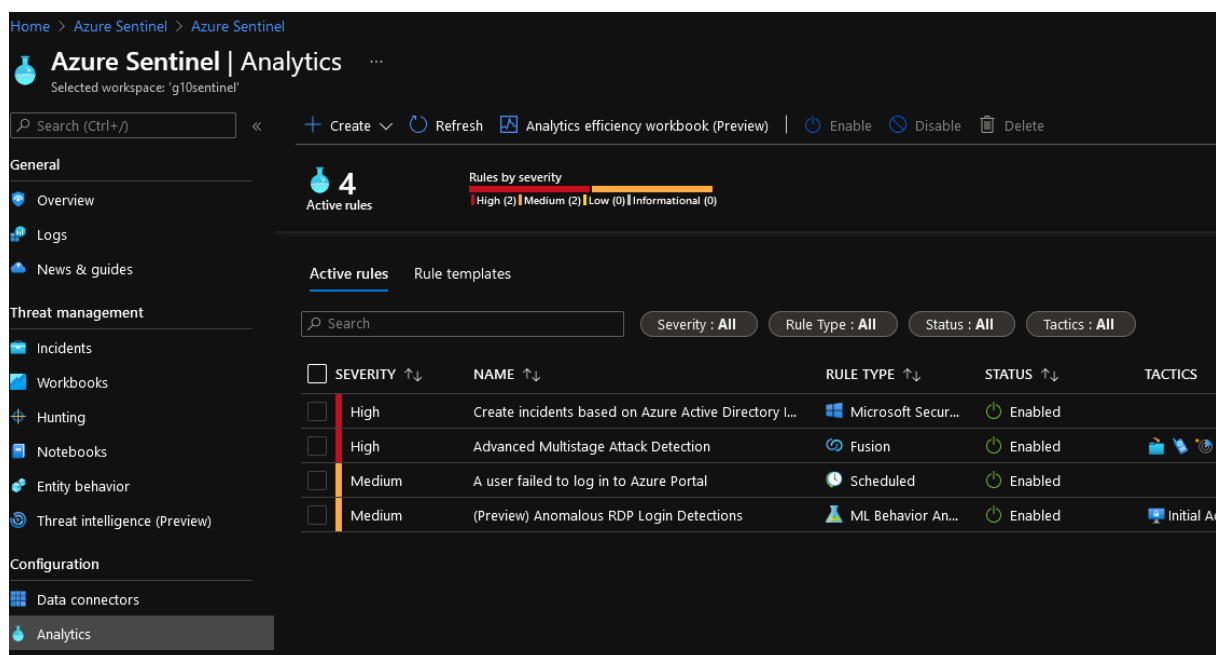 Home > Azure Sentinel > Azure Sentinel
Azure Sentinel | Analytics ...
Selected workspace: 'g10sentinel'
Search (Ctrl+/) «
General
Overview
Logs
News & guides
Threat management
Incidents
Workbooks
Hunting
Notebooks
Entity behavior
Threat intelligence (Preview)
Configuration
Data connectors
Analytics
+ Create Refresh Analytics efficiency workbook (Preview) | Enable Disable Delete
4
Active rules
Rules by severity
High (2) Medium (2) Low (0) Informational (0)
Active rules Rule templates
Search Severity : All Rule Type : All Status : All Tactics : All
SEVERITY ↑↓ NAME ↑↓ RULE TYPE ↑↓ STATUS ↑↓ TACTICS
High Create incidents based on Azure Active Directory I... Microsoft Secur... Enabled
High Advanced Multistage Attack Detection Fusion Enabled
Medium A user failed to log in to Azure Portal Scheduled Enabled
Medium (Preview) Anomalous RDP Login Detections ML Behavior An... Enabled Initial A